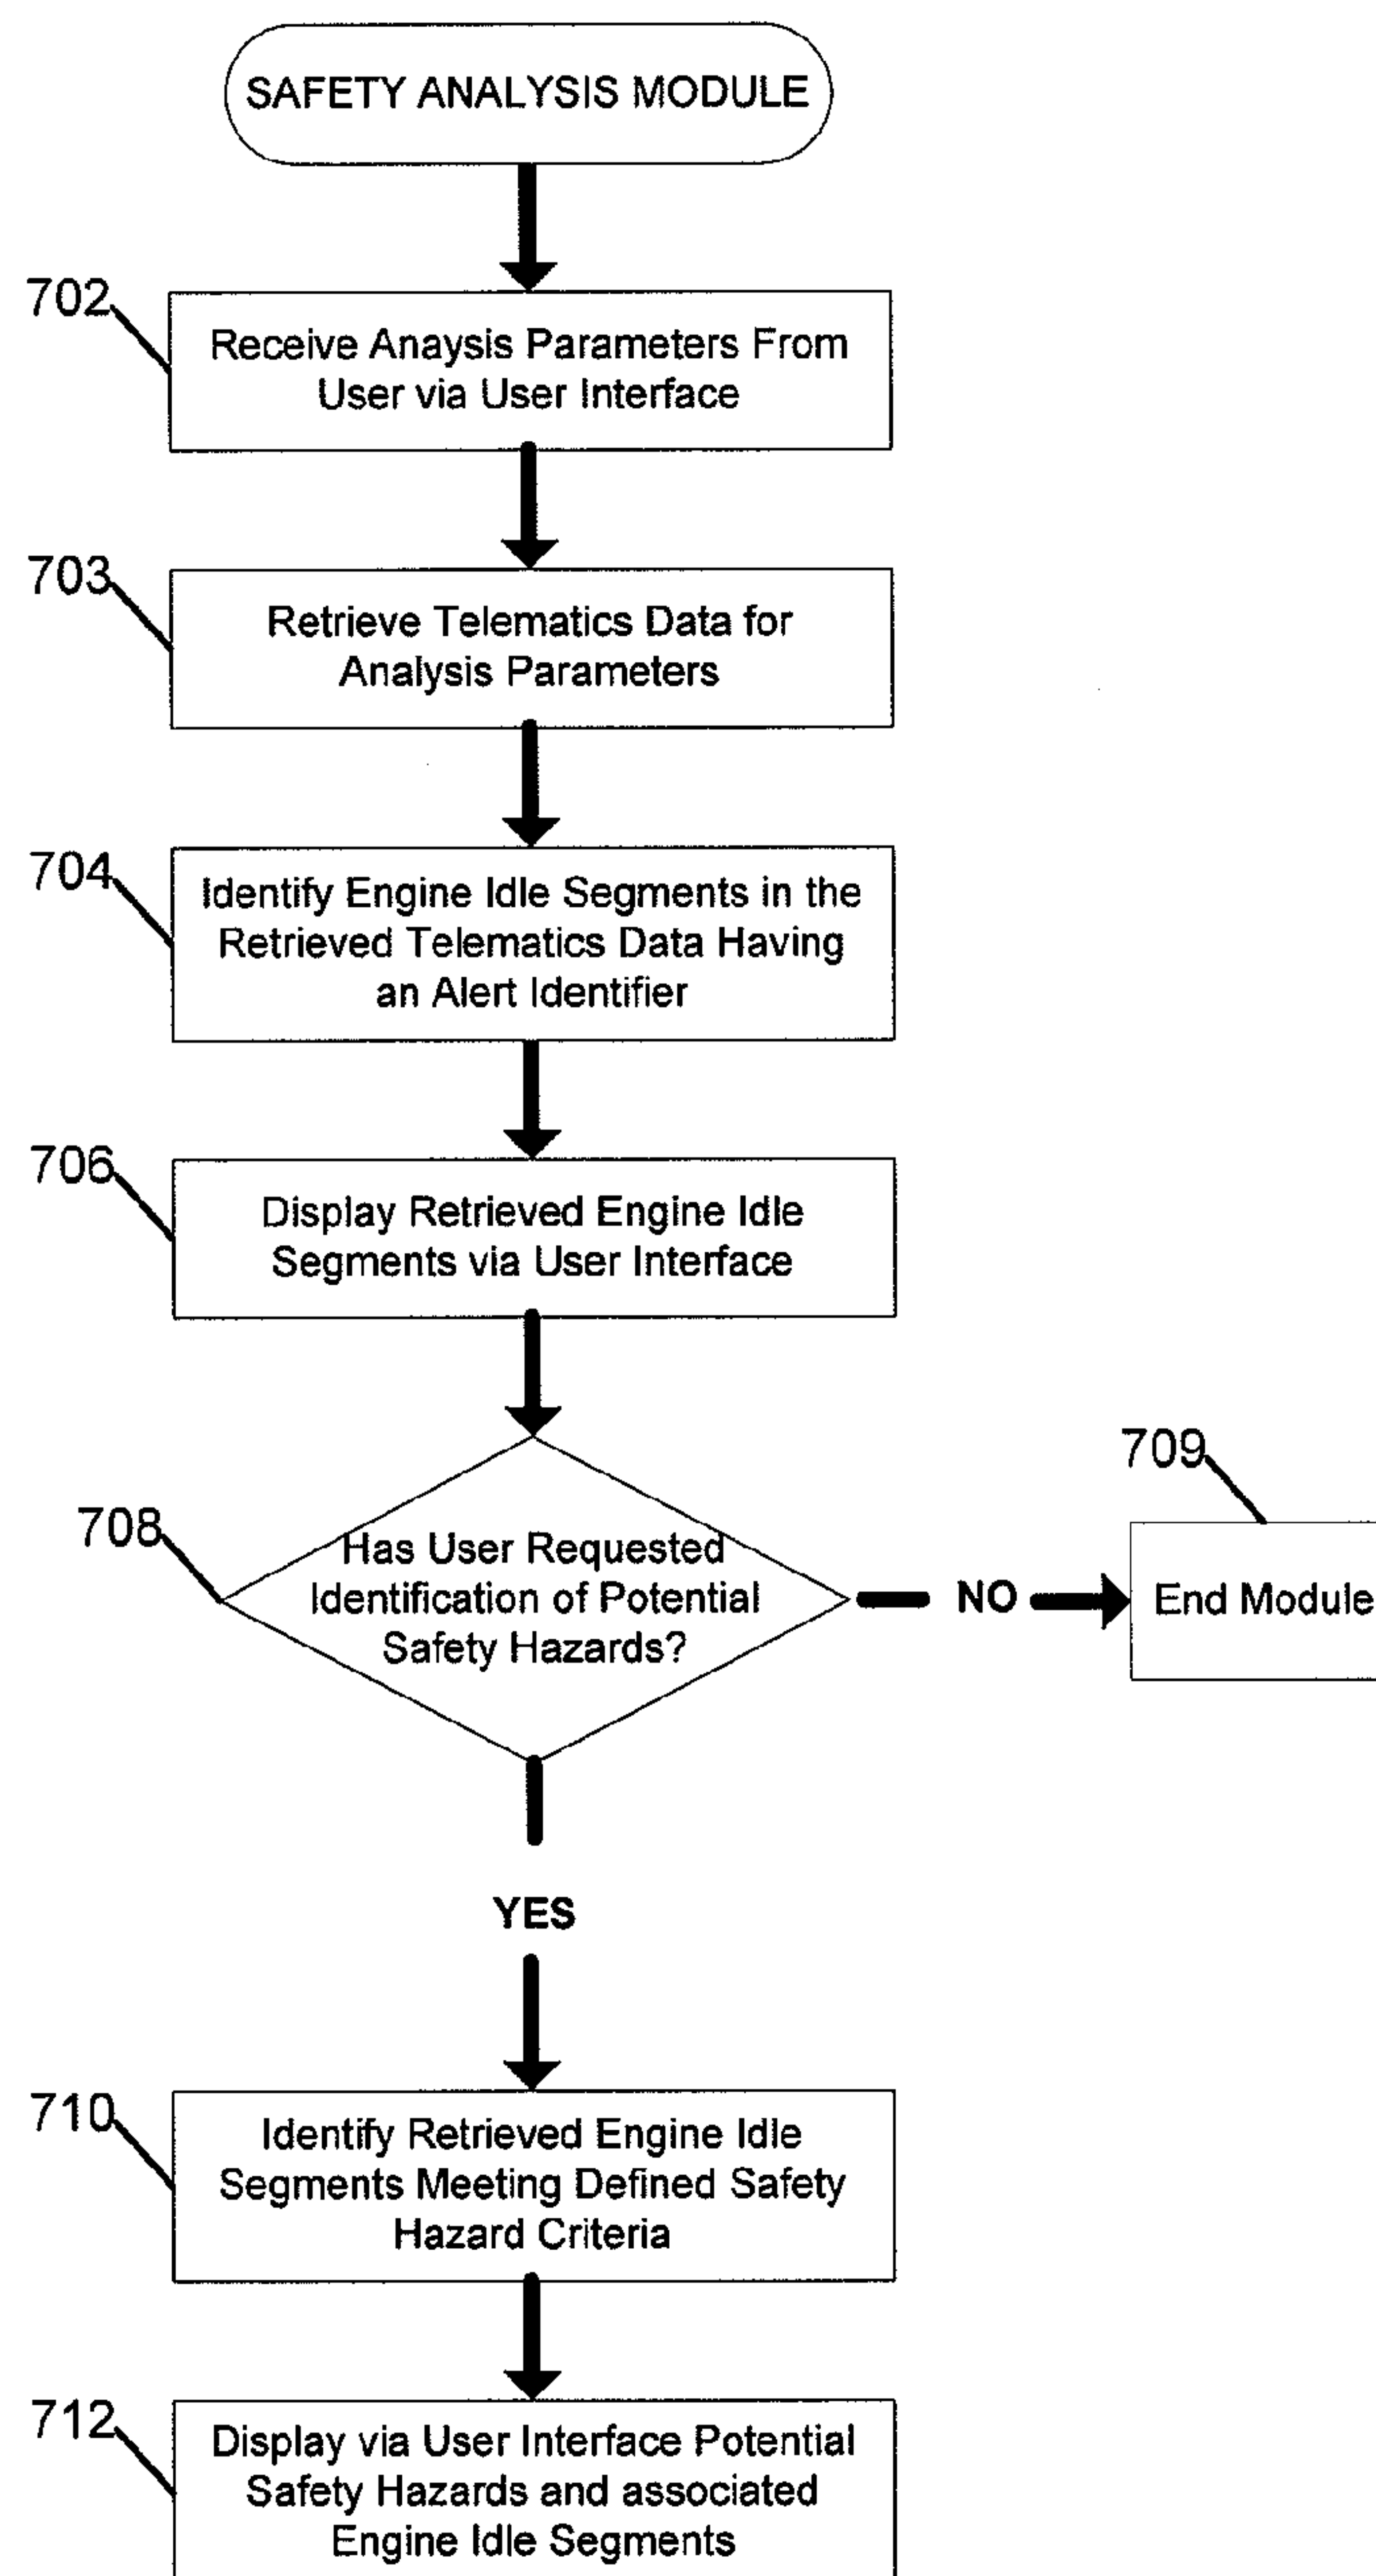 SAFETY ANALYSIS MODULE
702
Receive Anaysis Parameters From
User via User Interface
703
Retrieve Telematics Data for
Analysis Parameters
704
Identify Engine Idle Segments in the
Retrieved Telematics Data Having
an Alert Identifier
706
Display Retrieved Engine Idle
Segments via User Interface
708
Has User Requested
Identification of Potential
Safety Hazards?
NO
709
End Module
YES
710
Identify Retrieved Engine Idle
Segments Meeting Defined Safety
Hazard Criteria
712
Display via User Interface Potential
Safety Hazards and associated
Engine Idle Segments